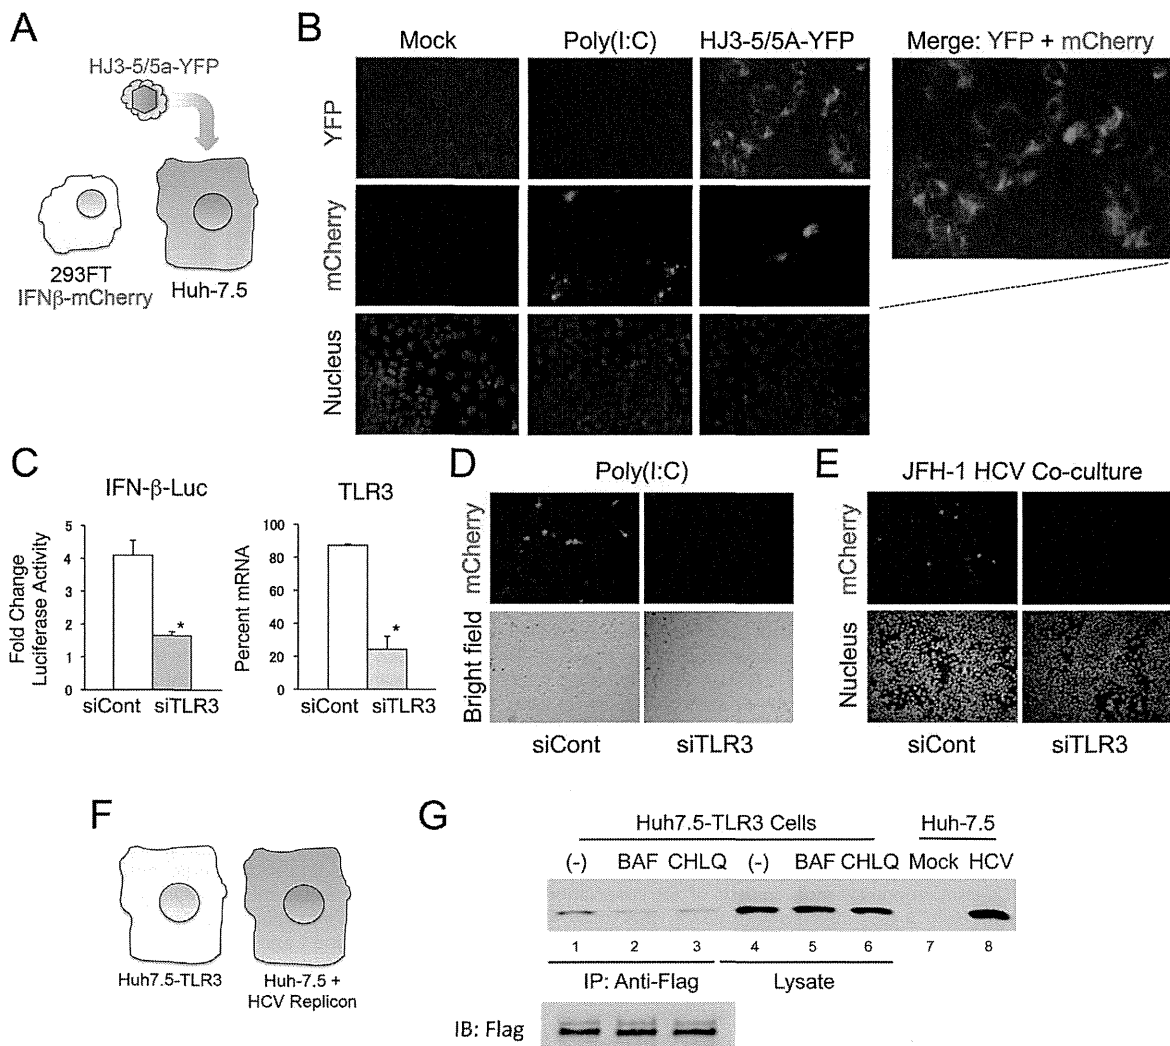 A
HJ3-5/5a-YFP
293FT
IFNβ-mCherry
Huh-7.5
B
Mock
Poly(I:C)
HJ3-5/5A-YFP
Merge: YFP + mCherry
YFP
mCherry
Nucleus
C
IFN-β-Luc
Fold Change
Luciferase Activity
5
4
3
2
1
0
*
siCont
siTLR3
TLR3
Percent mRNA
100
80
60
40
20
0
*
siCont
siTLR3
D
Poly(I:C)
mCherry
Bright field
siCont
siTLR3
E
JFH-1 HCV Co-culture
mCherry
Nucleus
siCont
siTLR3
F
Huh7.5-TLR3
Huh-7.5 +
HCV Replicon
G
Huh7.5-TLR3 Cells
Huh-7.5
(-) BAF CHLQ (-) BAF CHLQ Mock HCV
1 2 3 4 5 6 7 8
IP: Anti-Flag
Lysate
IB: Flag